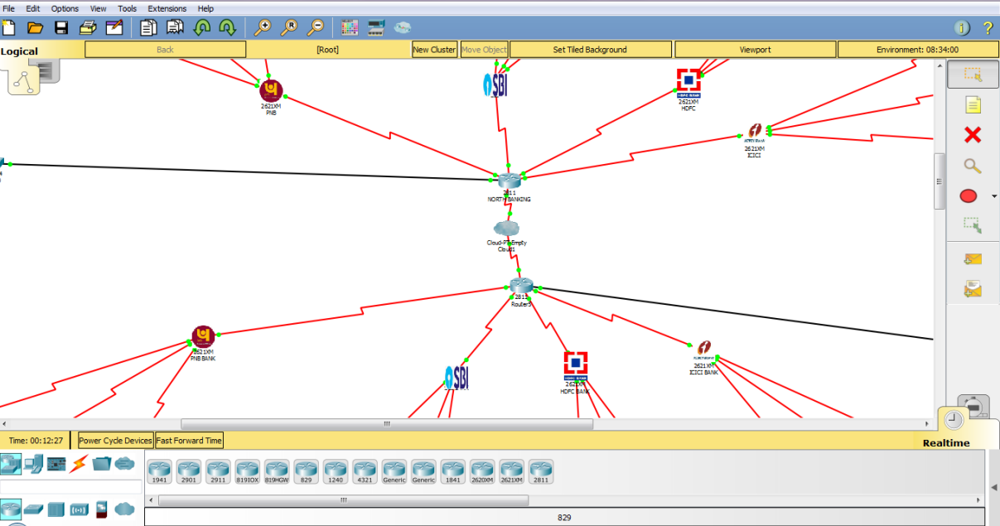 File Edit Options View Tools Extensions Help
Logical
Back
[Root]
New Cluster
Move Object
Set Tiled Background
Viewport
Environment: 08:34:00
2621XM
PNB
SBI
HDFC BANK
2621XM
HDFC
ICICI Bank
2621XM
ICICI
2811
NORTH BANKING
Cloud-PT-Empty
Cloud1
2811
Router5
2621XM
PNB BANK
SBI
HDFC BANK
2621XM
HDFC BANK
2621XM
ICICI BANK
Time: 00:12:27
Power Cycle Devices
Fast Forward Time
Realtime
1941
2901
2911
819IOX
819HGW
829
1240
4321
Generic
Generic
1841
2620XM
2621XM
2811
829